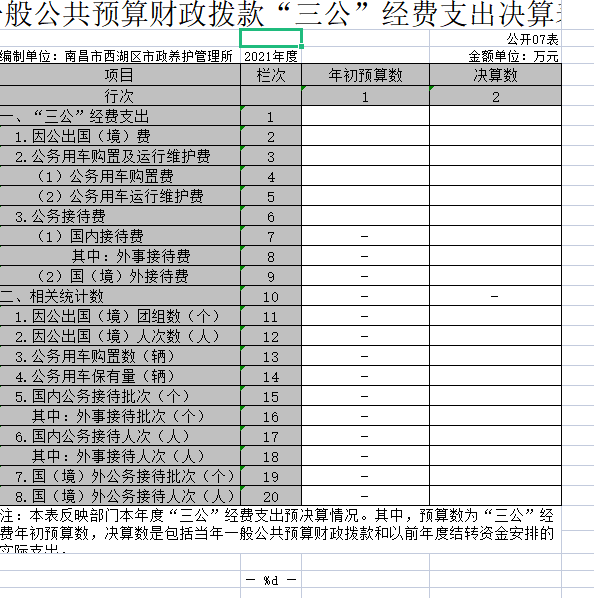 般公共预算财政拨款“三公”经费支出决算
公开07表
编制单位：南昌市西湖区市政养护管理所 2021年度 金额单位：万元
项目 栏次 年初预算数 决算数
行次 1 2
一、“三公”经费支出 1
1.因公出国（境）费 2
2.公务用车购置及运行维护费 3
（1）公务用车购置费 4
（2）公务用车运行维护费 5
3.公务接待费 6
（1）国内接待费 7 －
其中：外事接待费 8 －
（2）国（境）外接待费 9 －
二、相关统计数 10 － －
1.因公出国（境）团组数（个） 11 －
2.因公出国（境）人次数（人） 12 －
3.公务用车购置数（辆） 13 －
4.公务用车保有量（辆） 14 －
5.国内公务接待批次（个） 15 －
其中：外事接待批次（个） 16 －
6.国内公务接待人次（人） 17 －
其中：外事接待人次（人） 18 －
7.国（境）外公务接待批次（个） 19 －
8.国（境）外公务接待人次（人） 20 －
注：本表反映部门本年度“三公”经费支出预决算情况。其中，预算数为“三公”经
费年初预算数，决算数是包括当年一般公共预算财政拨款和以前年度结转资金安排的
实际支出。
－ %d －